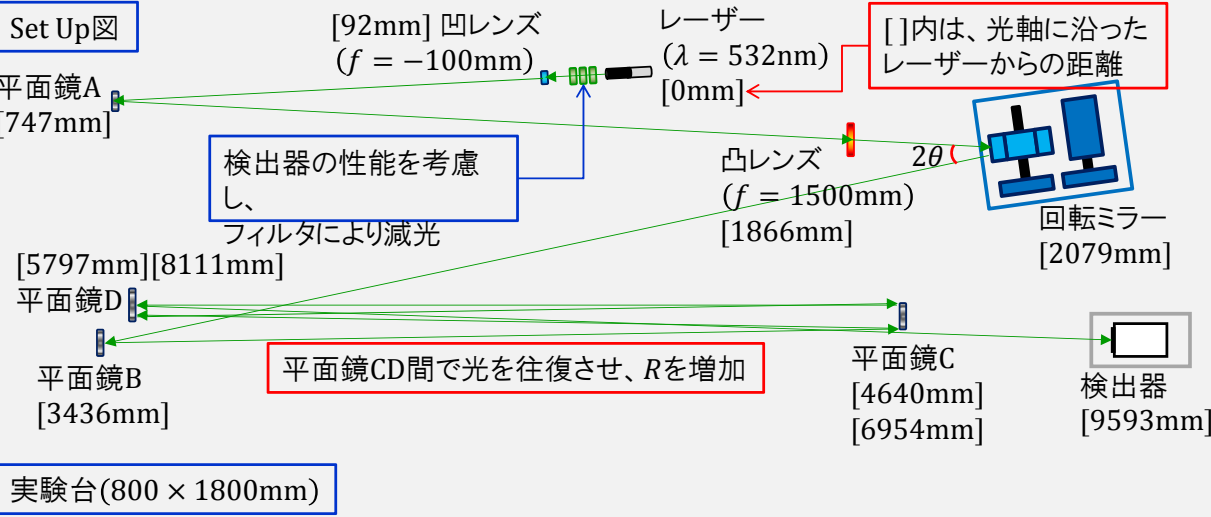 Set Up図
[92mm] 凹レンズ
(f = −100mm)
レーザー
(λ = 532nm)
[0mm]
[ ]内は、光軸に沿った
レーザーからの距離
平面鏡A
[747mm]
検出器の性能を考慮
し、
フィルタにより減光
凸レンズ
(f = 1500mm)
[1866mm]
2θ
回転ミラー
[2079mm]
[5797mm][8111mm]
平面鏡D
平面鏡B
[3436mm]
平面鏡CD間で光を往復させ、Rを増加
平面鏡C
[4640mm]
[6954mm]
検出器
[9593mm]
実験台(800 × 1800mm)